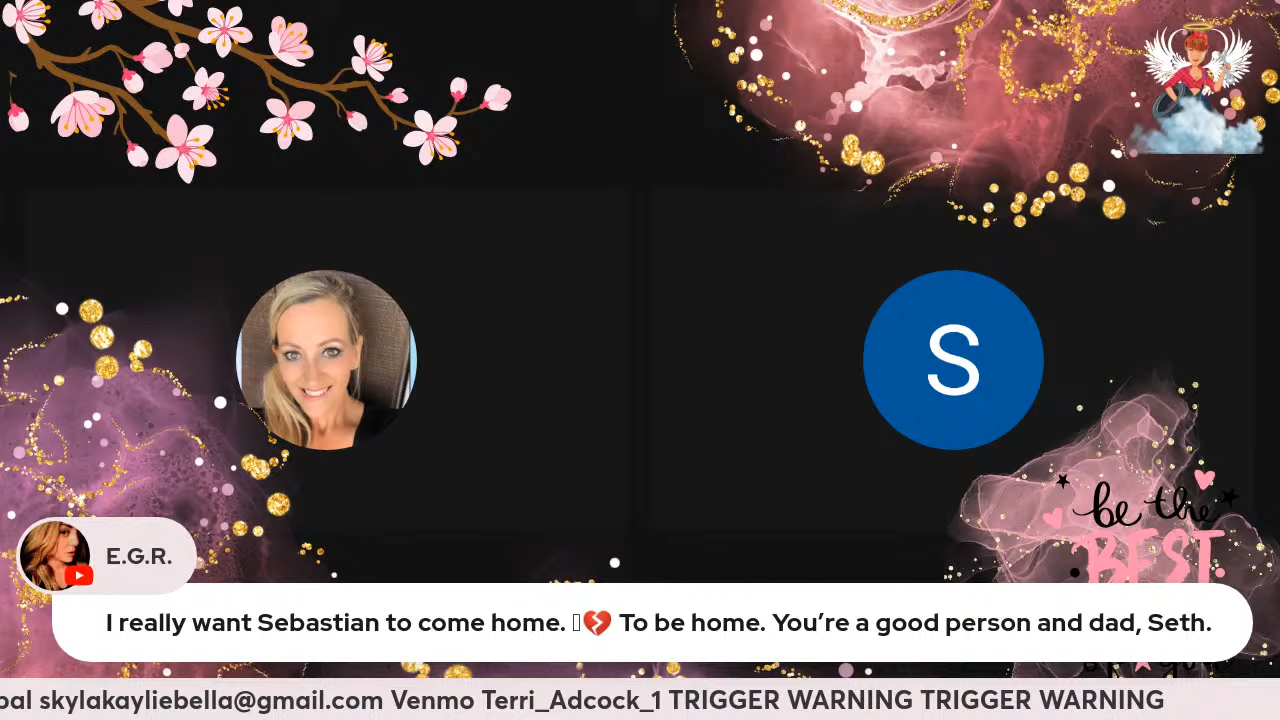 S
be the
BEST
E.G.R.
I really want Sebastian to come home. 💔 To be home. You’re a good person and dad, Seth.
pal skylakayliebella@gmail.com Venmo Terri_Adcock_1 TRIGGER WARNING TRIGGER WARNING